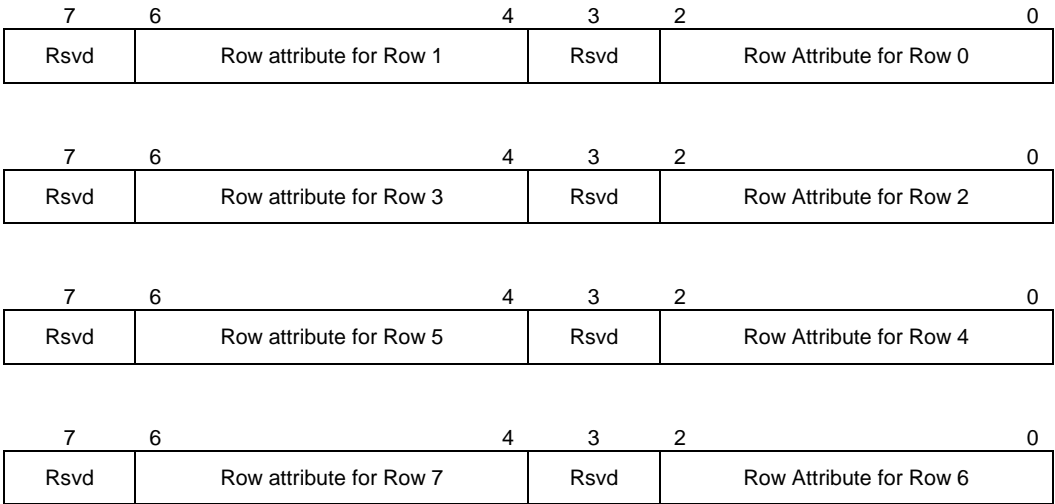 7 6 4 3 2 0
Rsvd Row attribute for Row 1 Rsvd Row Attribute for Row 0
7 6 4 3 2 0
Rsvd Row attribute for Row 3 Rsvd Row Attribute for Row 2
7 6 4 3 2 0
Rsvd Row attribute for Row 5 Rsvd Row Attribute for Row 4
7 6 4 3 2 0
Rsvd Row attribute for Row 7 Rsvd Row Attribute for Row 6